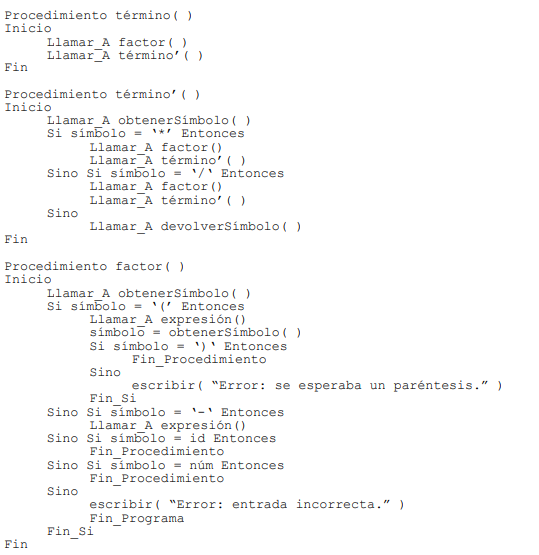 Procedimiento término( )
Inicio
Llamar_A factor( )
Llamar_A término’( )
Fin
Procedimiento término’( )
Inicio
Llamar_A obtenerSímbolo( )
Si símbolo = ‘*’ Entonces
Llamar_A factor()
Llamar_A término’( )
Sino Si símbolo = ‘/‘ Entonces
Llamar_A factor()
Llamar_A término’( )
Sino
Llamar_A devolverSímbolo( )
Fin
Procedimiento factor( )
Inicio
Llamar_A obtenerSímbolo( )
Si símbolo = ‘(’ Entonces
Llamar_A expresión()
símbolo = obtenerSímbolo( )
Si símbolo = ‘)‘ Entonces
Fin_Procedimiento
Sino
escribir( “Error: se esperaba un paréntesis.” )
Fin_Si
Sino Si símbolo = ‘-‘ Entonces
Llamar_A expresión()
Sino Si símbolo = id Entonces
Fin_Procedimiento
Sino Si símbolo = núm Entonces
Fin_Procedimiento
Sino
escribir( “Error: entrada incorrecta.” )
Fin_Programa
Fin_Si
Fin